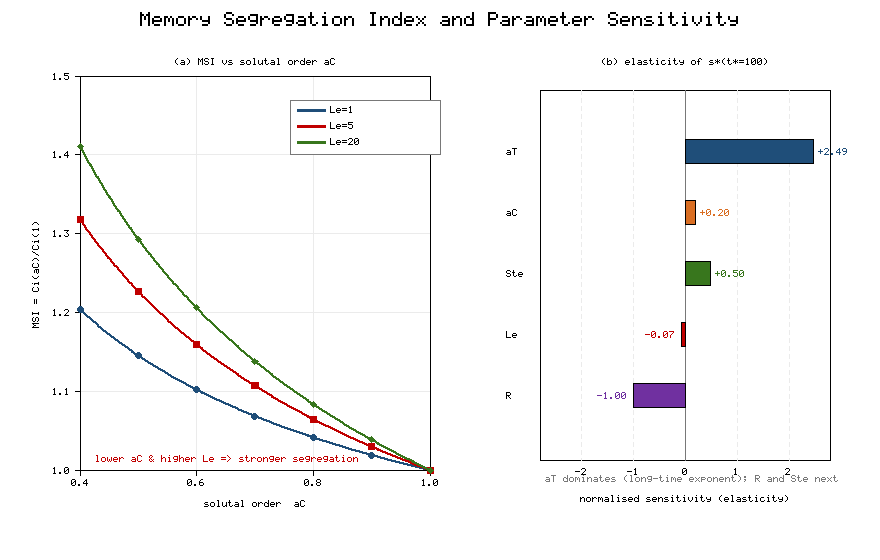 Memory Segregation Index and Parameter Sensitivity
(a) MSI vs solutal order aC
1.5
1.4
1.3
1.2
1.1
1.0
MSI = Ci(aC)/Ci(1)
Le=1
Le=5
Le=20
lower aC & higher Le => stronger segregation
0.4 0.6 0.8 1.0
solutal order aC
(b) elasticity of s*(t*=100)
aT +2.49
aC +0.20
Ste +0.50
Le -0.07
R -1.00
-2 -1 0 1 2
aT dominates (long-time exponent); R and Ste next
normalised sensitivity (elasticity)